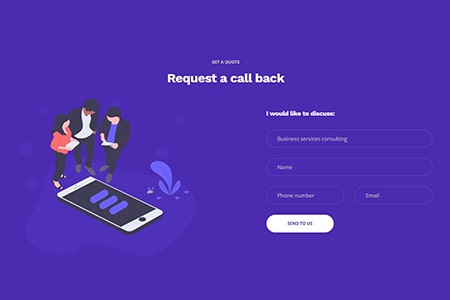 GET A QUOTE
Request a call back
I would like to discuss:
Business services consulting
Name
Phone number
Email
SEND TO US